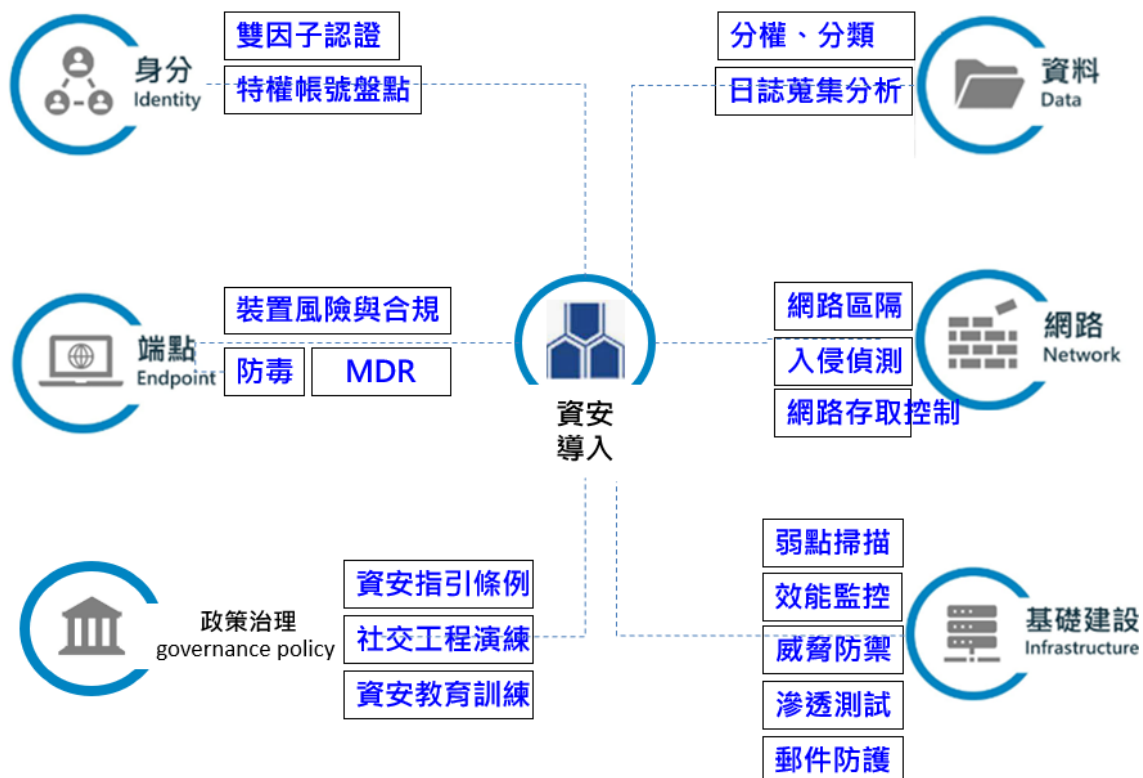 雙因子認證
特權帳號盤點
身分
Identity
分權、分類
日誌蒐集分析
資料
Data
裝置風險與合規
防毒
MDR
端點
Endpoint
資安
導入
網路區隔
入侵偵測
網路存取控制
網路
Network
政策治理
governance policy
資安指引條例
社交工程演練
資安教育訓練
弱點掃描
效能監控
威脅防禦
滲透測試
郵件防護
基礎建設
Infrastructure